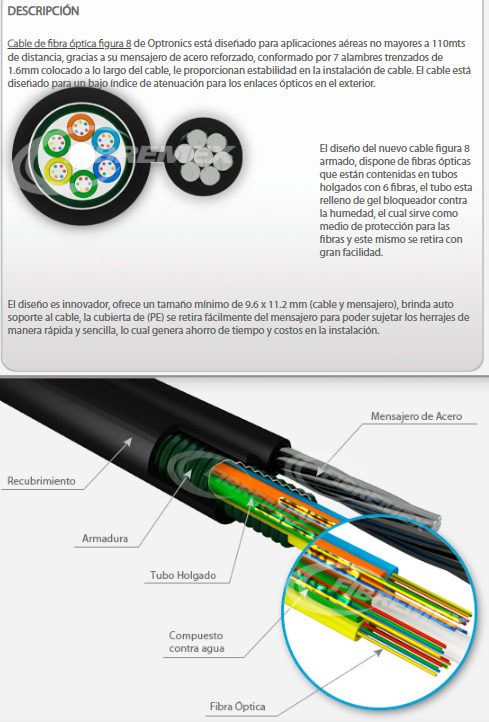 DESCRIPCIÓN
Cable de fibra óptica figura 8 de Optronics está diseñado para aplicaciones aéreas no mayores a 110mts
de distancia, gracias a su mensajero de acero reforzado, conformado por 7 alambres trenzados de
1.6mm colocado a lo largo del cable, le proporcionan estabilidad en la instalación de cable. El cable está
diseñado para un bajo índice de atenuación para los enlaces ópticos en el exterior.
El diseño del nuevo cable figura 8
armado, dispone de fibras ópticas
que están contenidas en tubos
holgados con 6 fibras, el tubo esta
relleno de gel bloqueador contra
la humedad, el cual sirve como
medio de protección para las
fibras y este mismo se retira con
gran facilidad.
El diseño es innovador, ofrece un tamaño mínimo de 9.6 x 11.2 mm (cable y mensajero), brinda auto
soporte al cable, la cubierta de (PE) se retira fácilmente del mensajero para poder sujetar los herrajes de
manera rápida y sencilla, lo cual genera ahorro de tiempo y costos en la instalación.
Mensajero de Acero
Recubrimiento
Armadura
Tubo Holgado
Compuesto
contra agua
Fibra Óptica